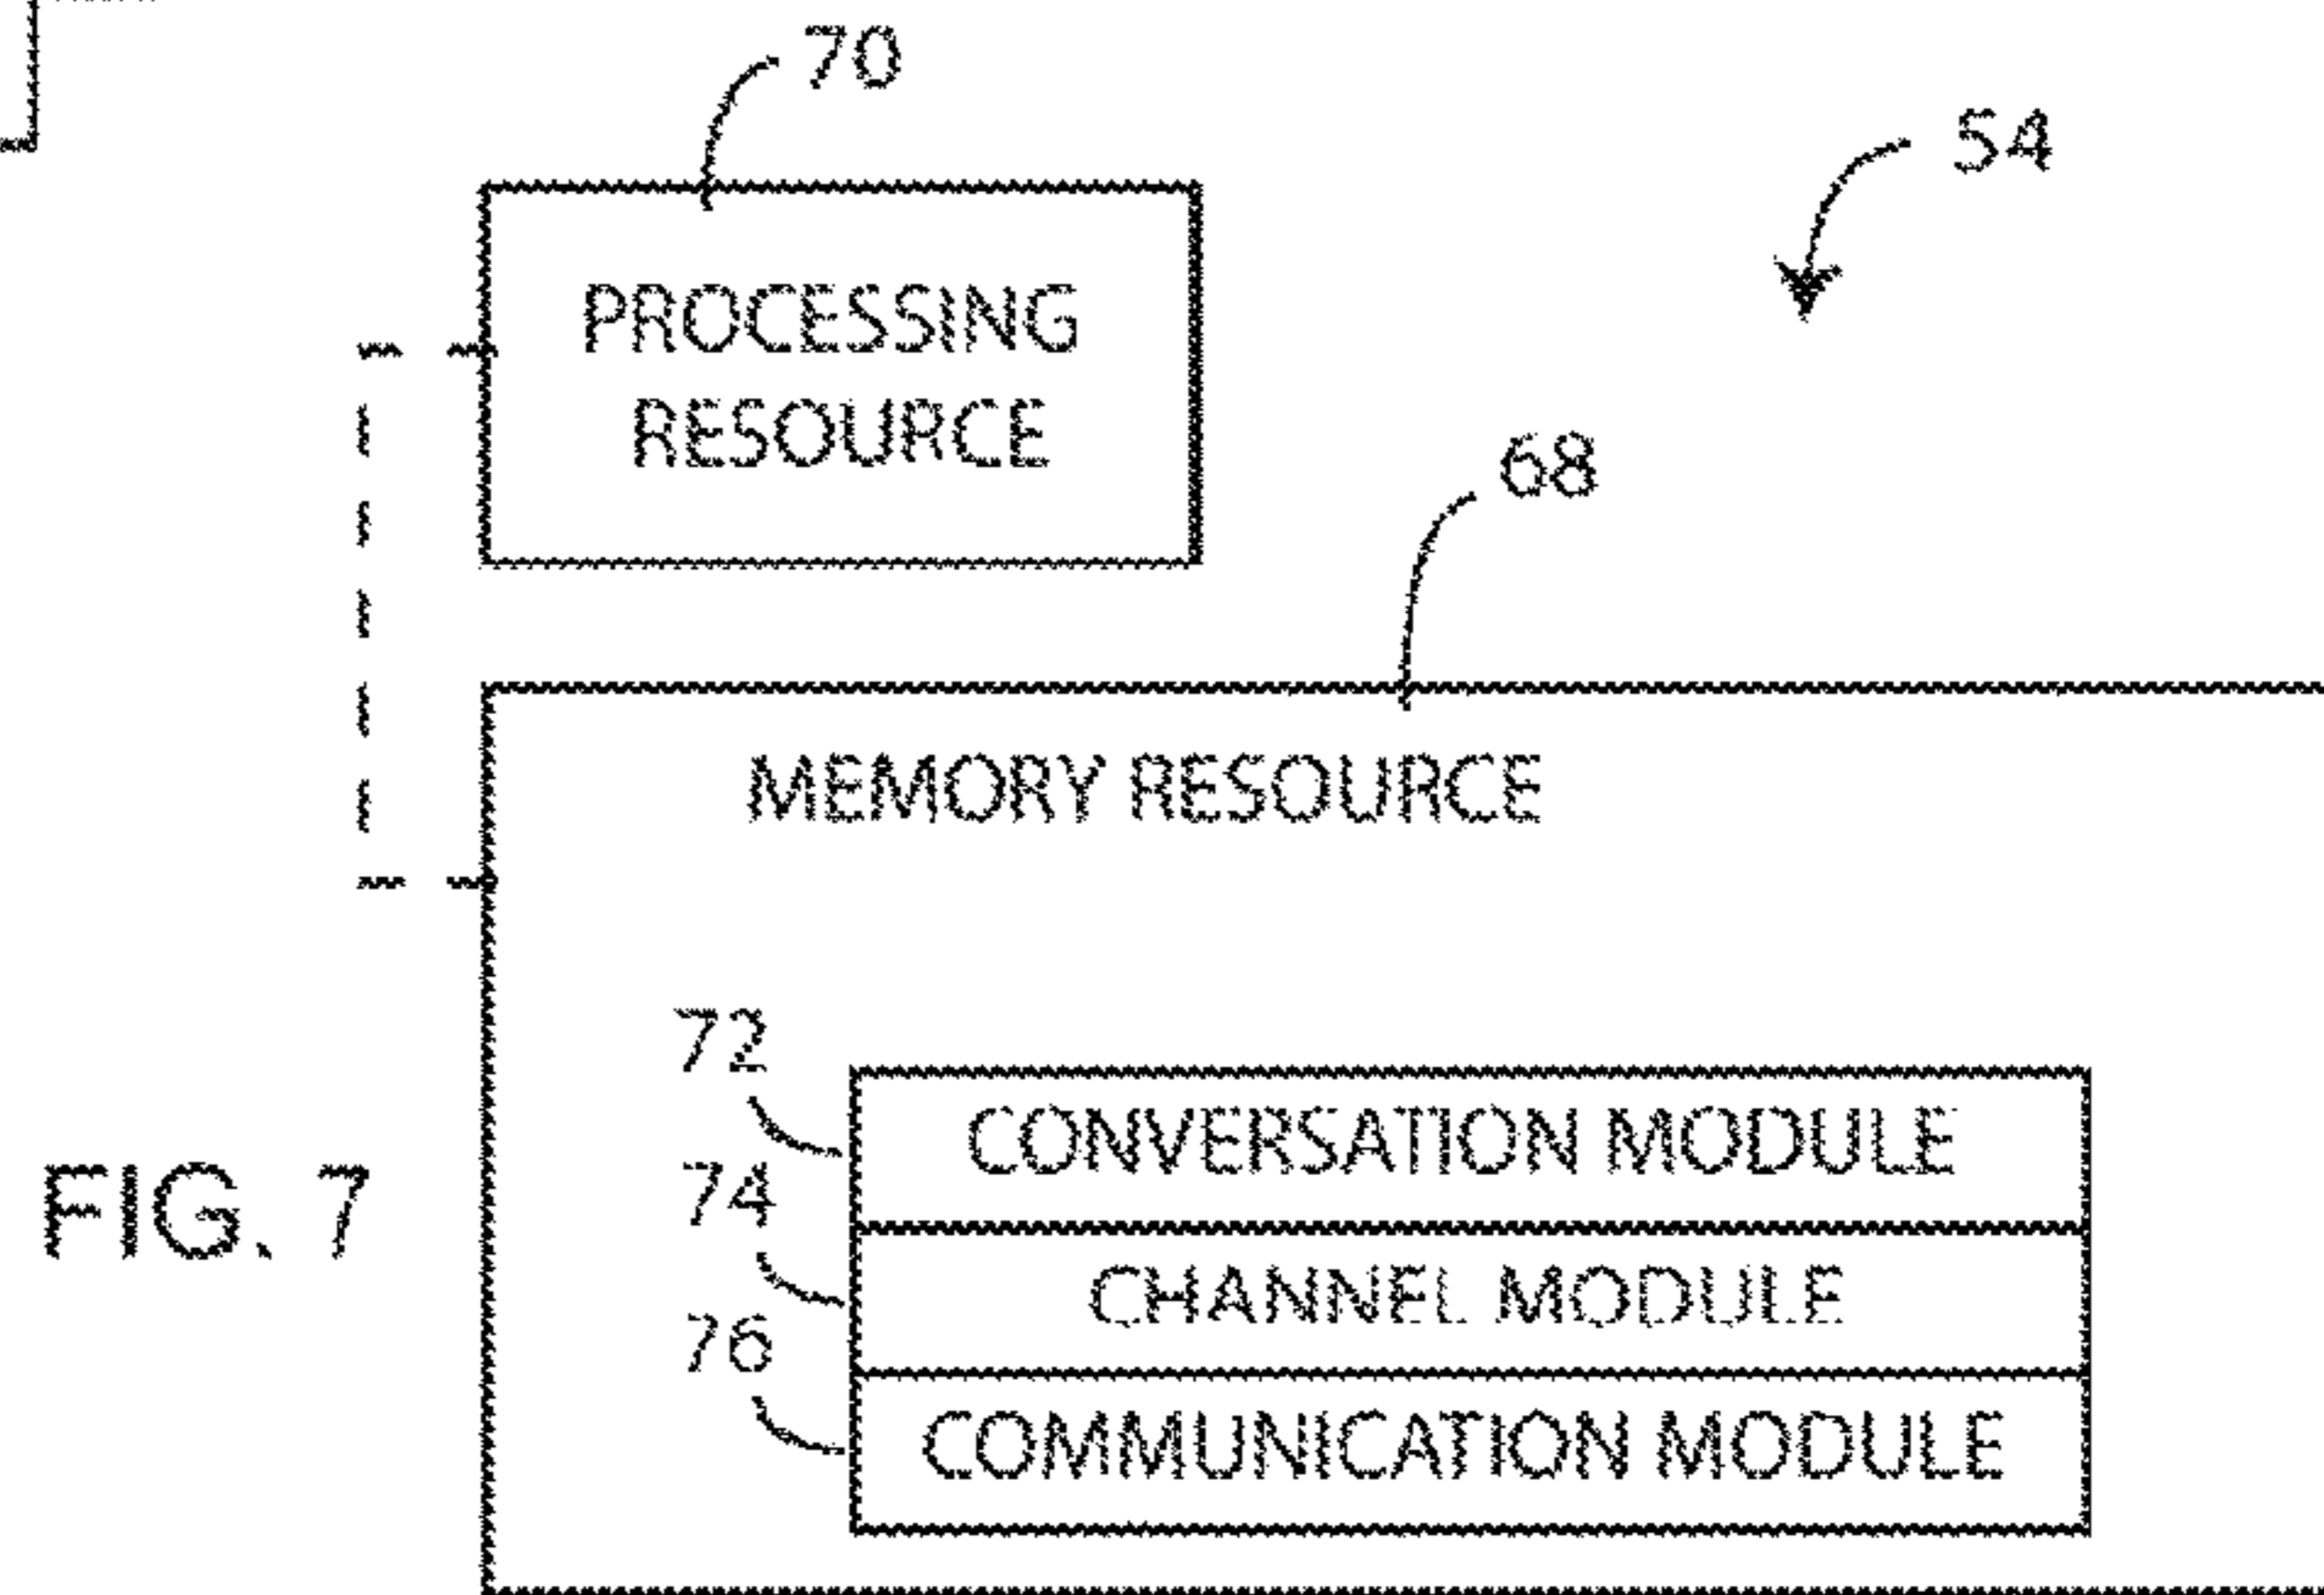 70
54
PROCESSING
RESOURCE
68
MEMORY RESOURCE
72
CONVERSATION MODULE
74
CHANNEL MODULE
76
COMMUNICATION MODULE
FIG. 7